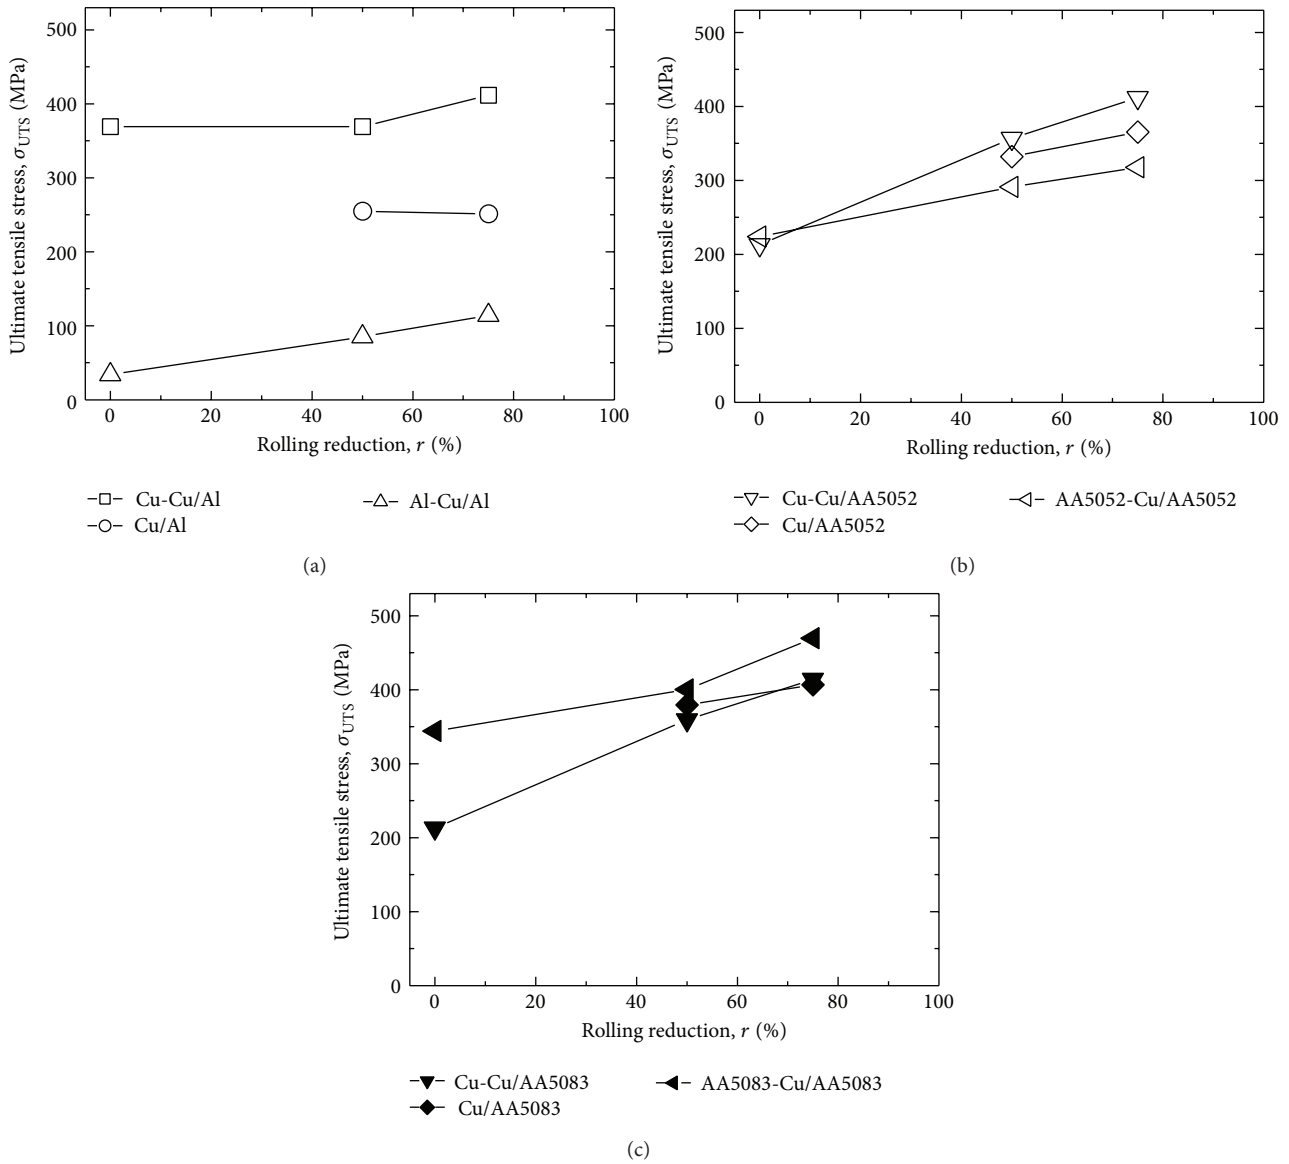 500
400
300
200
100
0
Ultimate tensile stress, σUTS (MPa)
0 20 40 60 80 100
Rolling reduction, r (%)
Cu-Cu/Al
Al-Cu/Al
Cu/Al
(a)
500
400
300
200
100
0
Ultimate tensile stress, σUTS (MPa)
0 20 40 60 80 100
Rolling reduction, r (%)
Cu-Cu/AA5052
AA5052-Cu/AA5052
Cu/AA5052
(b)
500
400
300
200
100
0
Ultimate tensile stress, σUTS (MPa)
0 20 40 60 80 100
Rolling reduction, r (%)
Cu-Cu/AA5083
AA5083-Cu/AA5083
Cu/AA5083
(c)